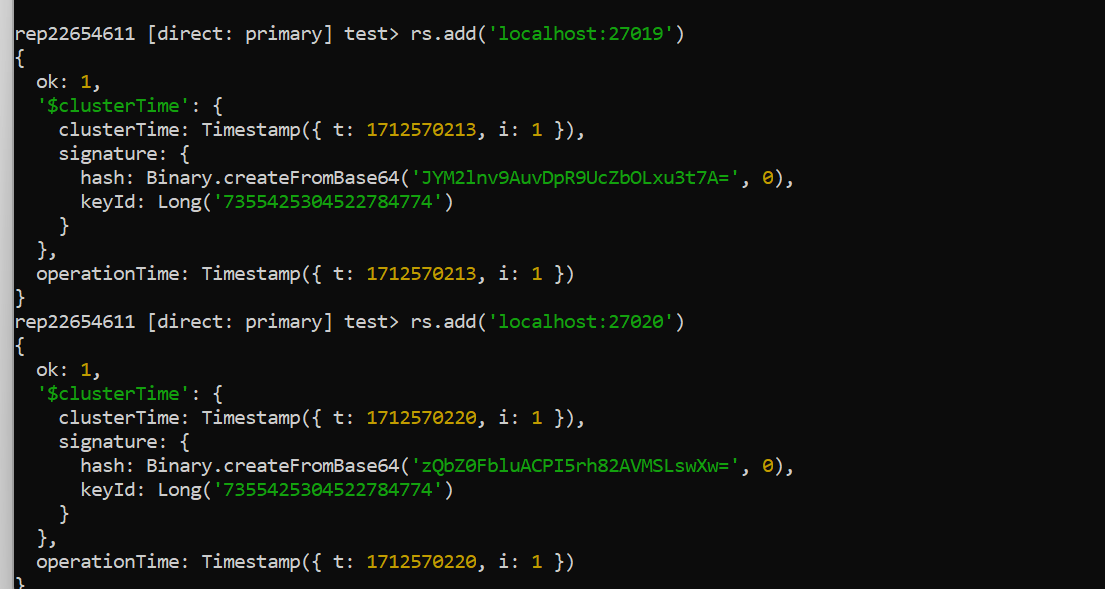 rep22654611 [direct: primary] test> rs.add('localhost:27019')
{
  ok: 1,
  '$clusterTime': {
    clusterTime: Timestamp({ t: 1712570213, i: 1 }),
    signature: {
      hash: Binary.createFromBase64('JYM2lnv9AuvDpR9UcZbOLxu3t7A=', 0),
      keyId: Long('7355425304522784774')
    }
  },
  operationTime: Timestamp({ t: 1712570213, i: 1 })
}
rep22654611 [direct: primary] test> rs.add('localhost:27020')
{
  ok: 1,
  '$clusterTime': {
    clusterTime: Timestamp({ t: 1712570220, i: 1 }),
    signature: {
      hash: Binary.createFromBase64('zQbZ0FbluACPI5rh82AVMSLswXw=', 0),
      keyId: Long('7355425304522784774')
    }
  },
  operationTime: Timestamp({ t: 1712570220, i: 1 })
}